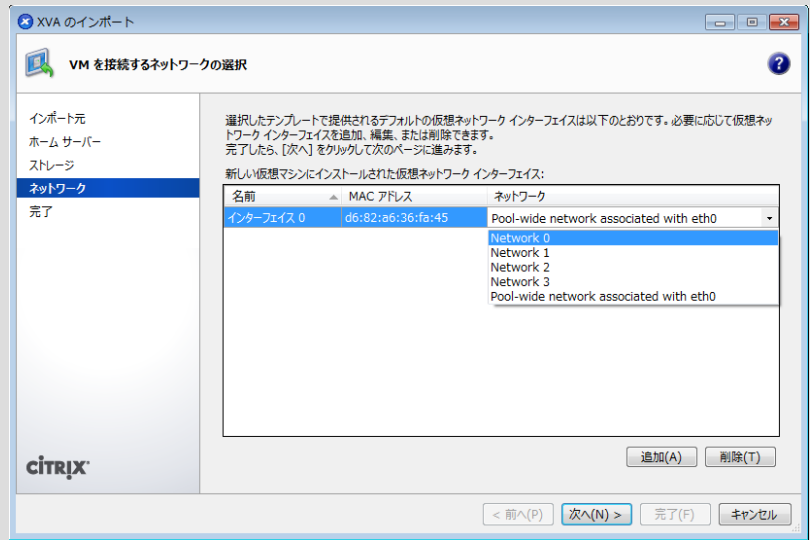 XVA のインポート
VM を接続するネットワークの選択
?
インポート元
ホーム サーバー
ストレージ
ネットワーク
完了
選択したテンプレートで提供されるデフォルトの仮想ネットワーク インターフェイスは以下のとおりです。必要に応じて仮想ネッ
トワーク インターフェイスを追加、編集、または削除できます。
完了したら、[次へ] をクリックして次のページに進みます。
新しい仮想マシンにインストールされた仮想ネットワーク インターフェイス:
名前 MAC アドレス ネットワーク
インターフェイス 0 d6:82:a6:36:fa:45 Pool-wide network associated with eth0
Network 0
Network 1
Network 2
Network 3
Pool-wide network associated with eth0
追加(A) 削除(T)
CITRIX
< 前へ(P) 次へ(N) > 完了(F) キャンセル